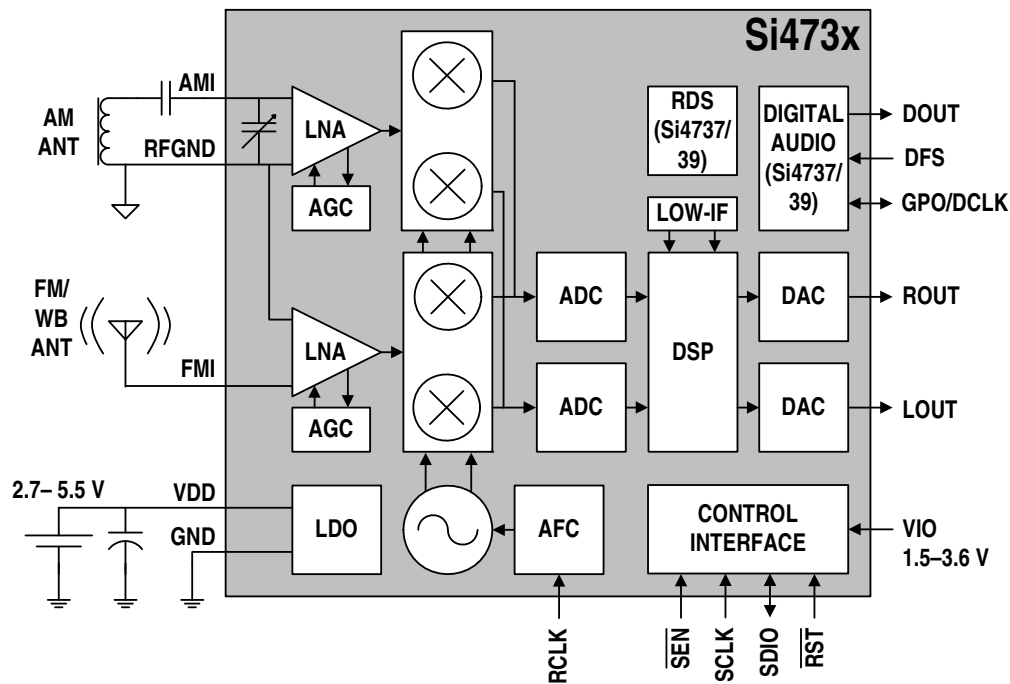 Si473x
AMI
AM
ANT
RFGND
LNA
AGC
RDS
(Si4737/
39)
DIGITAL
AUDIO
(Si4737/
39)
DOUT
DFS
GPO/DCLK
LOW-IF
FM/
WB
ANT
FMI
LNA
AGC
ADC
ADC
DSP
DAC
DAC
ROUT
LOUT
2.7– 5.5 V
VDD
GND
LDO
AFC
CONTROL
INTERFACE
VIO
1.5–3.6 V
RCLK
SEN
SCLK
SDIO
RST